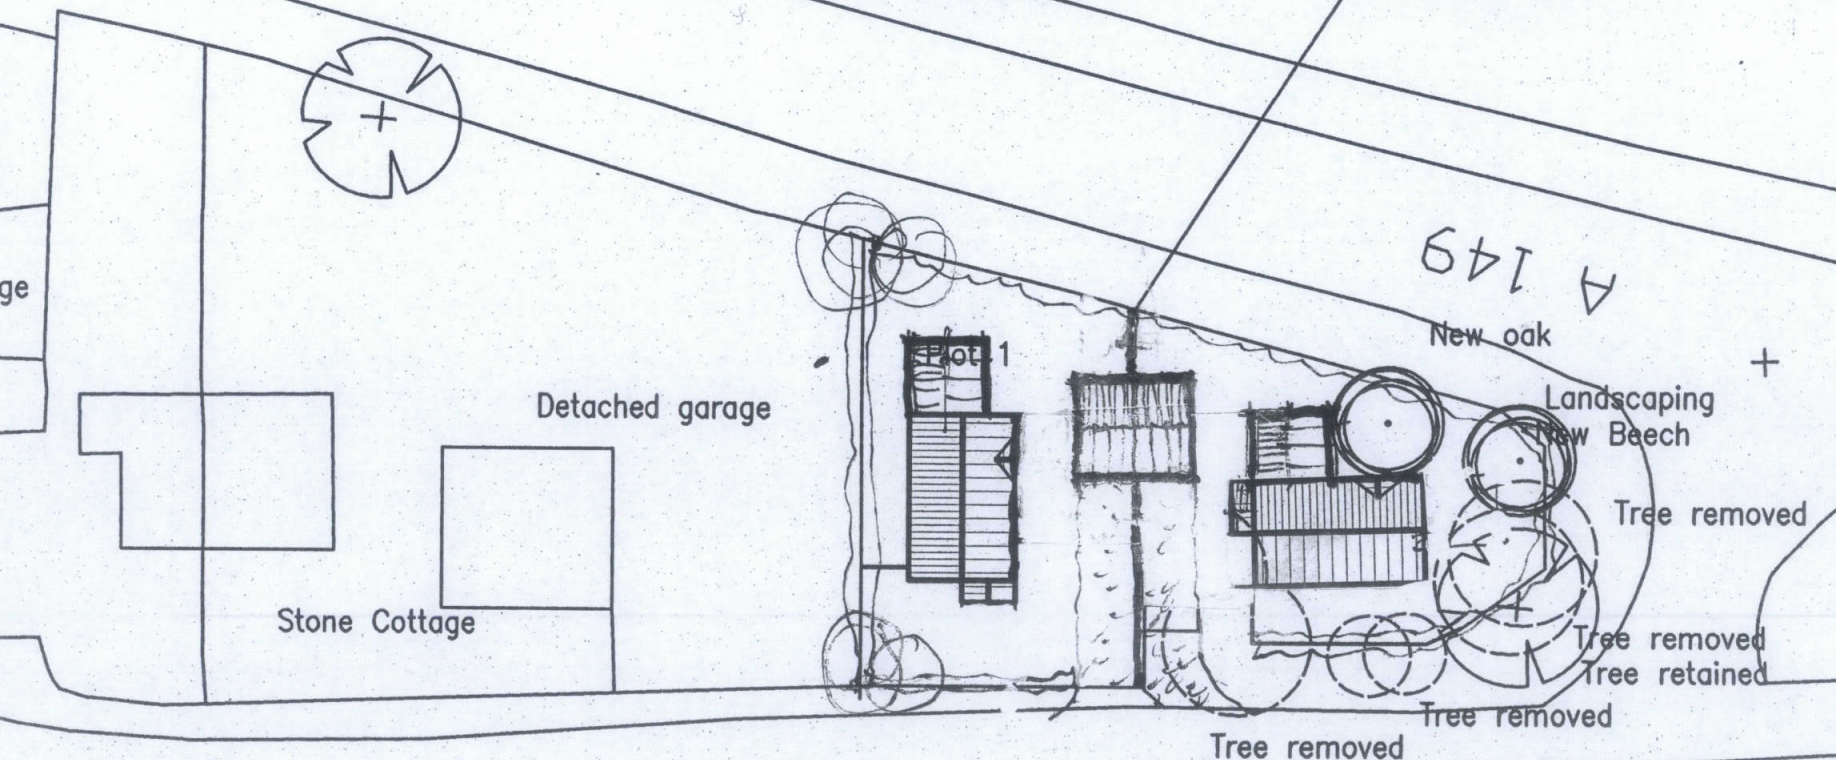 A 149
New oak
Plot 1
Landscaping
New Beech
Detached garage
ge
Tree removed
Stone Cottage
Tree removed
Tree retained
Tree removed
Tree removed